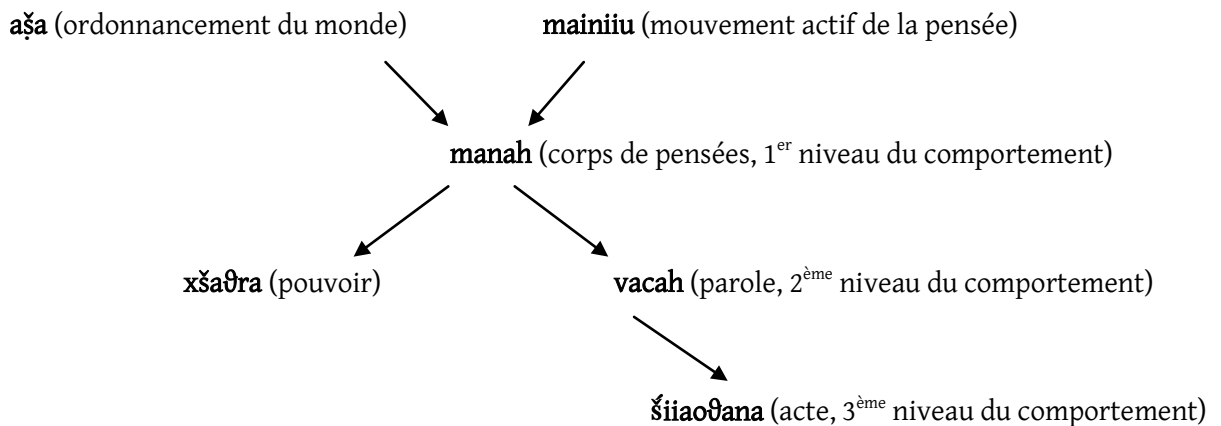 aṣ̌a (ordonnancement du monde) mainiiu (mouvement actif de la pensée)
manah (corps de pensées, 1er niveau du comportement)
xšaϑra (pouvoir) vacah (parole, 2ème niveau du comportement)
š́iiaoϑana (acte, 3ème niveau du comportement)